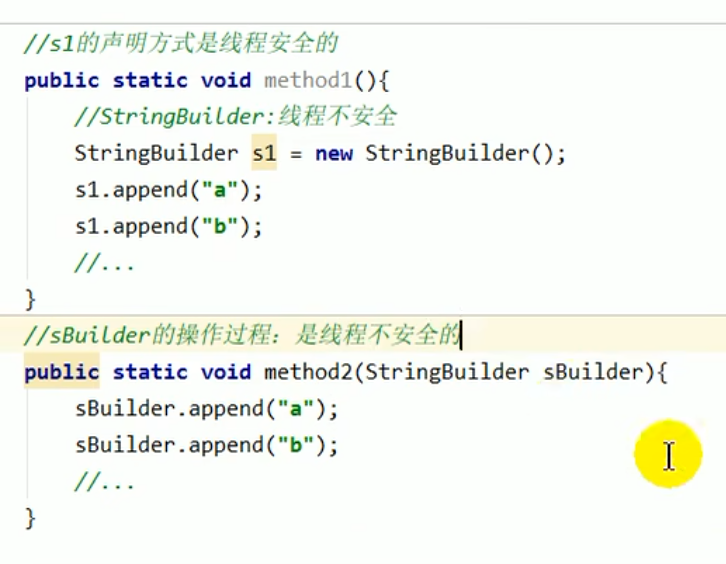 //s1的声明方式是线程安全的
public static void method1(){
//StringBuilder:线程不安全
StringBuilder s1 = new StringBuilder();
s1.append("a");
s1.append("b");
//...
}
//sBuilder的操作过程：是线程不安全的
public static void method2(StringBuilder sBuilder){
sBuilder.append("a");
sBuilder.append("b");
//...
}